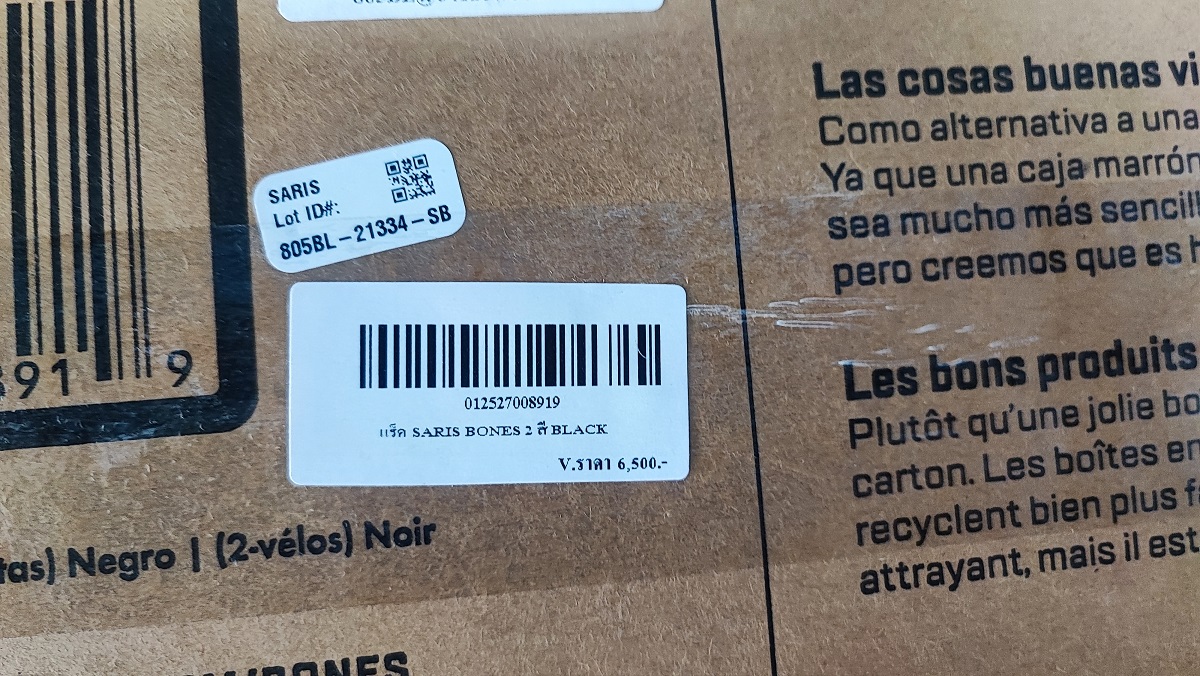 891 9
SARIS
Lot ID#:
805BL-21334-SB
012527008919
แร็ค SARIS BONES 2 สี BLACK
V.ราคา 6,500.-
Negro | (2-vélos) Noir
BONES
Las cosas buenas
Como alternativa a una
Ya que una caja marrón
sea mucho más
pero creemos que es
Les bons produits
Plutôt qu'une jolie
carton. Les boîtes
recyclent bien plus
attrayant, mais il est